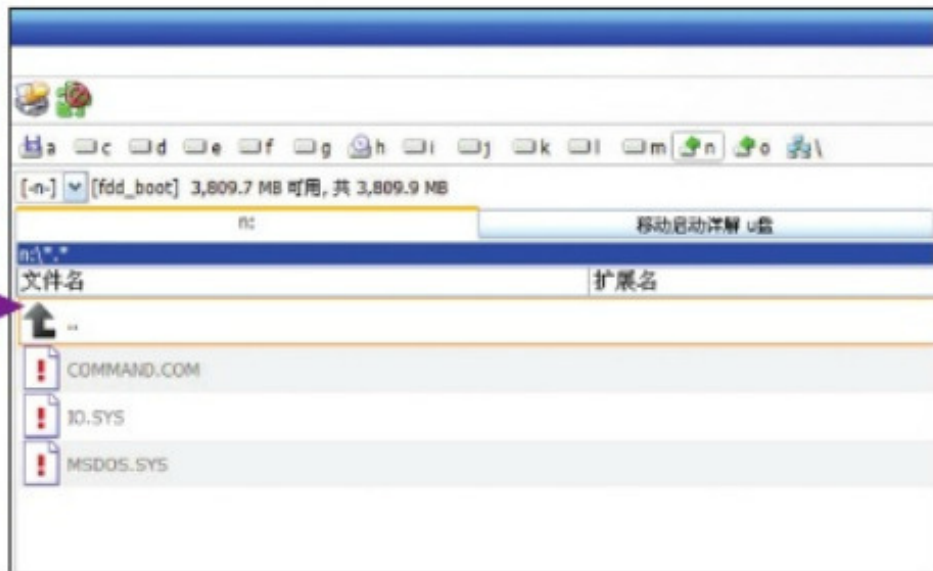 a c d e f g h i j k l m n o \
[-n-] [fdd_boot] 3,809.7 MB 可用, 共 3,809.9 MB
n: 移动启动详解 u盘
n:\*.*
文件名 扩展名
..
COMMAND.COM
IO.SYS
MSDOS.SYS